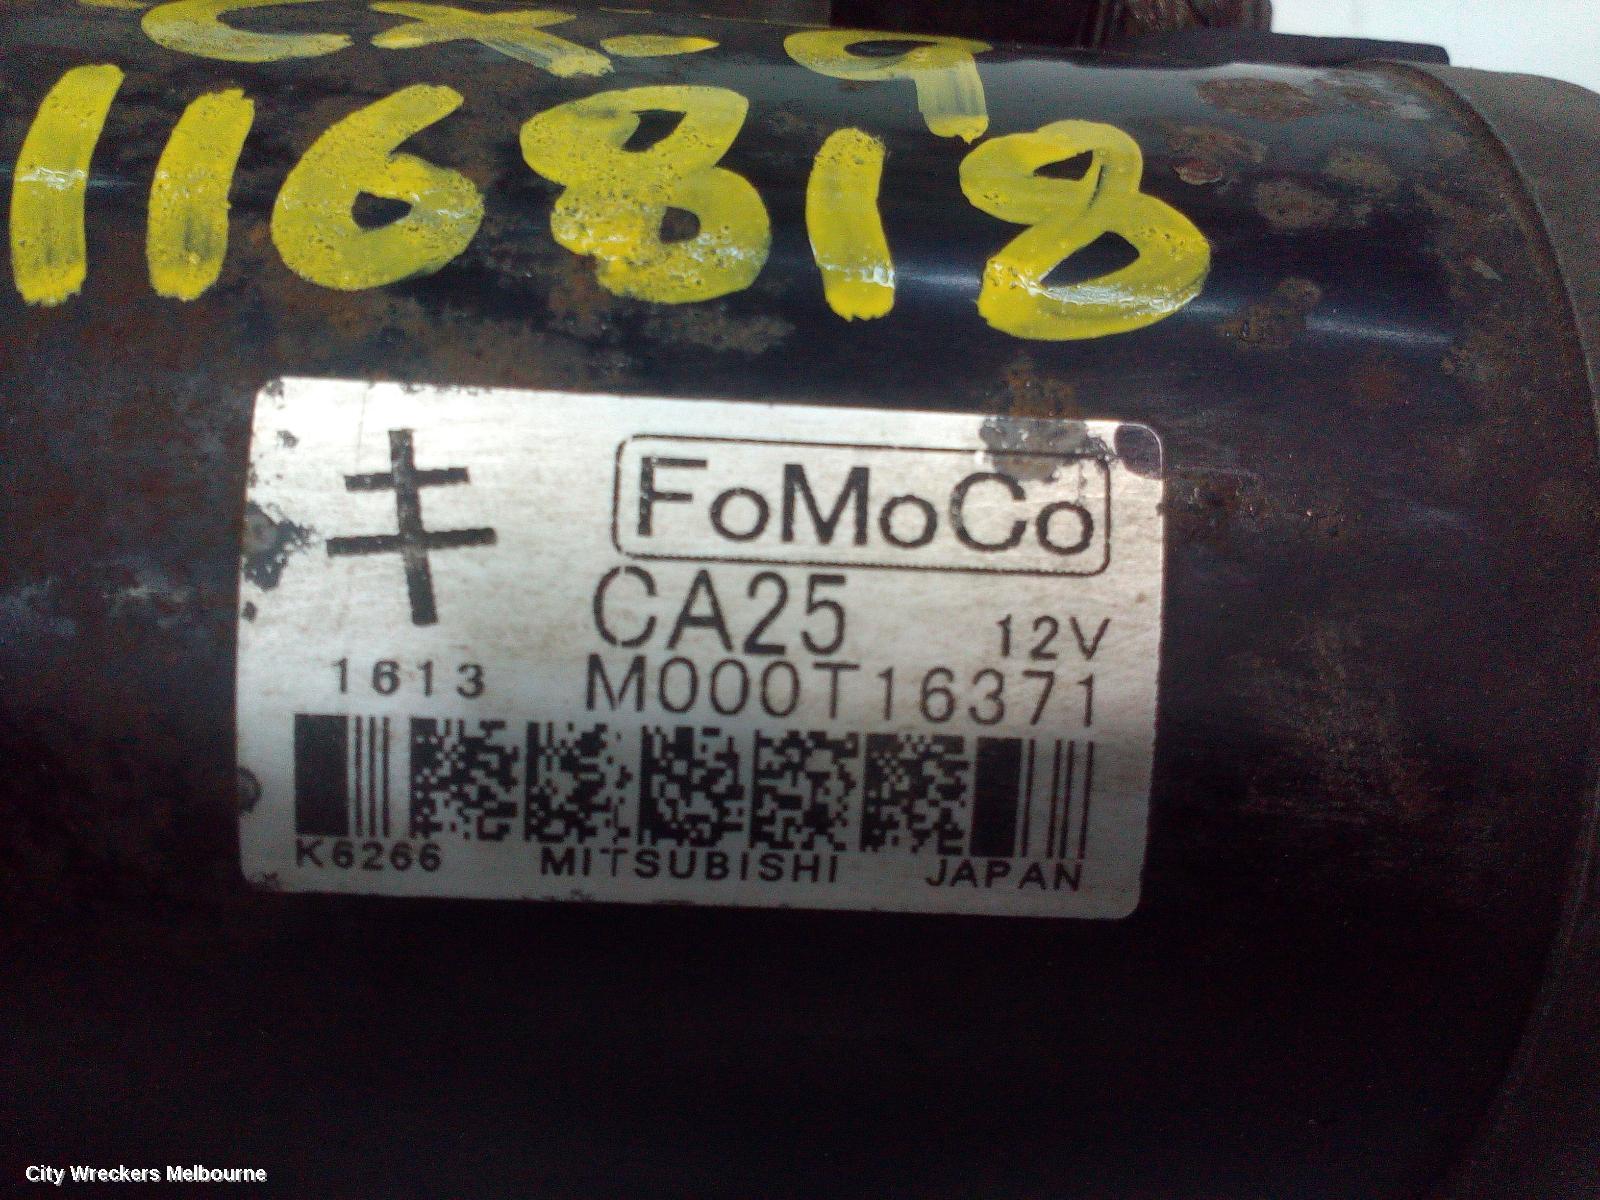 CX-9
116818
FoMoCo
CA25 12V
1613 M000T16371
K6266 MITSUBISHI JAPAN
City Wreckers Melbourne